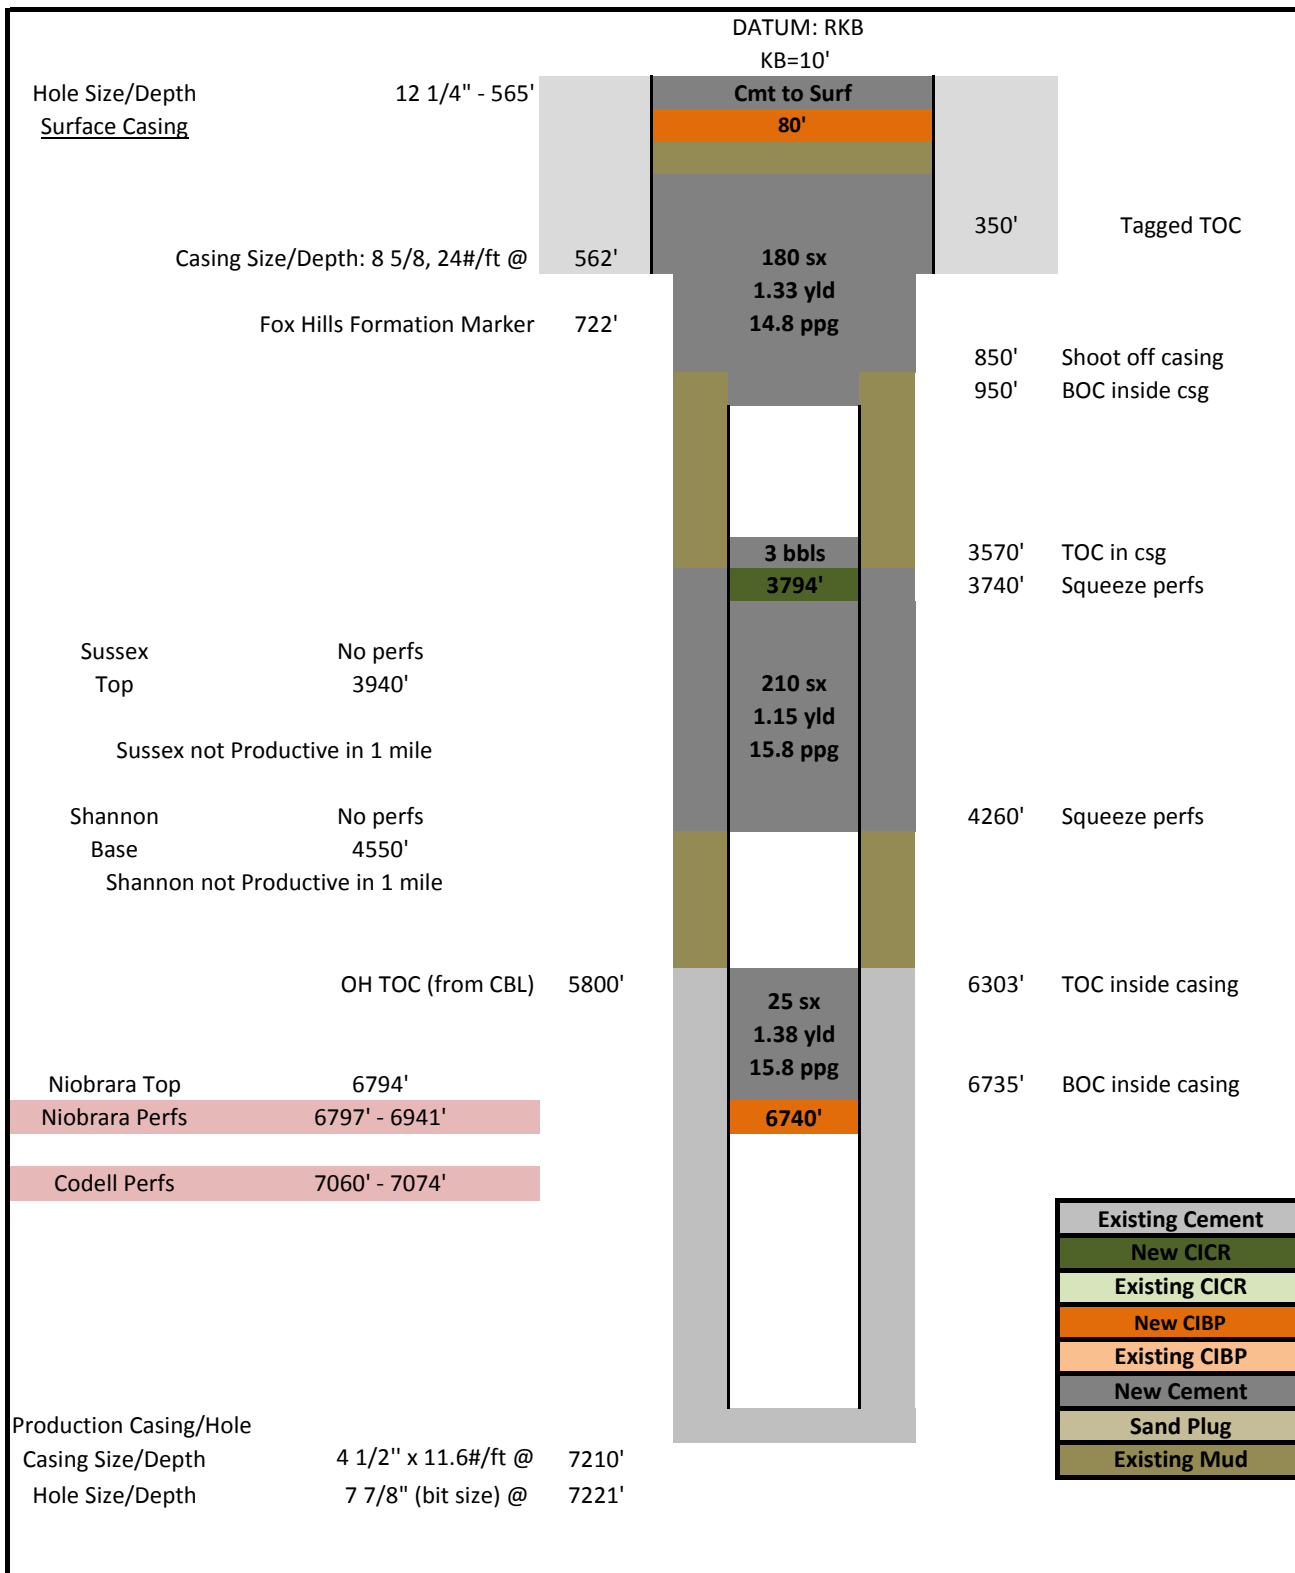 DATUM: RKB
KB=10'
Hole Size/Depth 12 1/4" - 565' Cmt to Surf
Surface Casing 80'
350' Tagged TOC
Casing Size/Depth: 8 5/8, 24#/ft @ 562' 180 sx
1.33 yld
Fox Hills Formation Marker 722' 14.8 ppg
850' Shoot off casing
950' BOC inside csg
3 bbls 3570' TOC in csg
3794' 3740' Squeeze perfs
Sussex No perfs
Top 3940' 210 sx
1.15 yld
Sussex not Productive in 1 mile 15.8 ppg
Shannon No perfs 4260' Squeeze perfs
Base 4550'
Shannon not Productive in 1 mile
OH TOC (from CBL) 5800' 6303' TOC inside casing
25 sx
1.38 yld
15.8 ppg
Niobrara Top 6794' 6735' BOC inside casing
Niobrara Perfs 6797' - 6941' 6740'
Codell Perfs 7060' - 7074'
Existing Cement
New CICR
Existing CICR
New CIBP
Existing CIBP
New Cement
Sand Plug
Existing Mud
Production Casing/Hole
Casing Size/Depth 4 1/2'' x 11.6#/ft @ 7210'
Hole Size/Depth 7 7/8" (bit size) @ 7221'